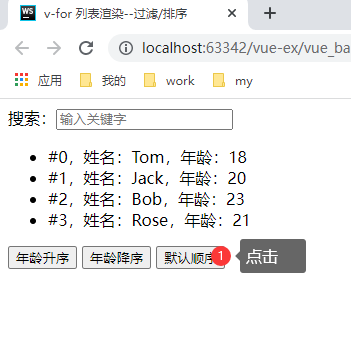 WS v-for 列表渲染--过滤/排序
localhost:63342/vue-ex/vue_ba
应用 我的 work my
搜索：输入关键字
#0，姓名：Tom，年龄：18
#1，姓名：Jack，年龄：20
#2，姓名：Bob，年龄：23
#3，姓名：Rose，年龄：21
年龄升序 年龄降序 默认顺序 1 点击